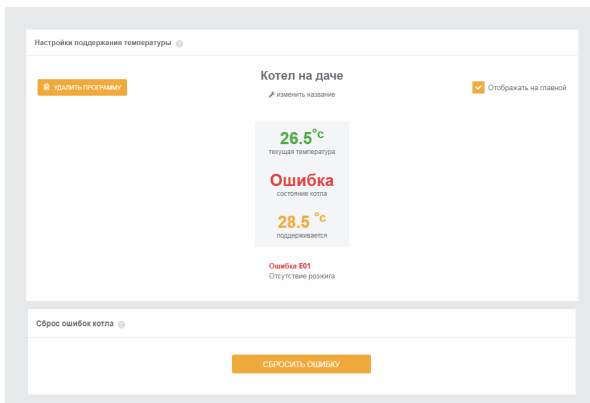 Настройки поддержания температуры ?
УДАЛИТЬ ПРОГРАММУ
Котел на даче
изменить название
Отображать на главной
26.5°c
текущая температура
Ошибка
состояние котла
28.5 °c
поддерживается
Ошибка E01
Отсутствие розжига
Сброс ошибок котла ?
СБРОСИТЬ ОШИБКУ